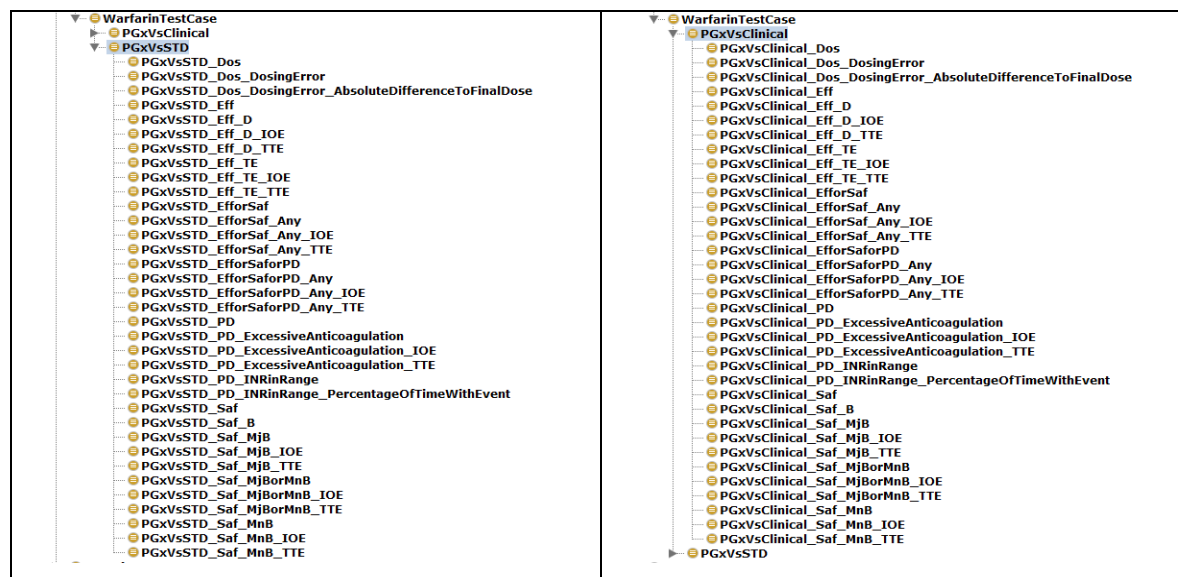 WarfarinTestCase
PGxVsClinical
PGxVsSTD
PGxVsSTD_Dos
PGxVsSTD_Dos_DosingError
PGxVsSTD_Dos_DosingError_AbsoluteDifferenceToFinalDose
PGxVsSTD_Eff
PGxVsSTD_Eff_D
PGxVsSTD_Eff_D_IOE
PGxVsSTD_Eff_D_TTE
PGxVsSTD_Eff_TE
PGxVsSTD_Eff_TE_IOE
PGxVsSTD_Eff_TE_TTE
PGxVsSTD_EfforSaf
PGxVsSTD_EfforSaf_Any
PGxVsSTD_EfforSaf_Any_IOE
PGxVsSTD_EfforSaf_Any_TTE
PGxVsSTD_EfforSaforPD
PGxVsSTD_EfforSaforPD_Any
PGxVsSTD_EfforSaforPD_Any_IOE
PGxVsSTD_EfforSaforPD_Any_TTE
PGxVsSTD_PD
PGxVsSTD_PD_ExcessiveAnticoagulation
PGxVsSTD_PD_ExcessiveAnticoagulation_IOE
PGxVsSTD_PD_ExcessiveAnticoagulation_TTE
PGxVsSTD_PD_INRinRange
PGxVsSTD_PD_INRinRange_PercentageOfTimeWithEvent
PGxVsSTD_Saf
PGxVsSTD_Saf_B
PGxVsSTD_Saf_MjB
PGxVsSTD_Saf_MjB_IOE
PGxVsSTD_Saf_MjB_TTE
PGxVsSTD_Saf_MjBorMnB
PGxVsSTD_Saf_MjBorMnB_IOE
PGxVsSTD_Saf_MjBorMnB_TTE
PGxVsSTD_Saf_MnB
PGxVsSTD_Saf_MnB_IOE
PGxVsSTD_Saf_MnB_TTE
WarfarinTestCase
PGxVsClinical
PGxVsClinical_Dos
PGxVsClinical_Dos_DosingError
PGxVsClinical_Dos_DosingError_AbsoluteDifferenceToFinalDose
PGxVsClinical_Eff
PGxVsClinical_Eff_D
PGxVsClinical_Eff_D_IOE
PGxVsClinical_Eff_D_TTE
PGxVsClinical_Eff_TE
PGxVsClinical_Eff_TE_IOE
PGxVsClinical_Eff_TE_TTE
PGxVsClinical_EfforSaf
PGxVsClinical_EfforSaf_Any
PGxVsClinical_EfforSaf_Any_IOE
PGxVsClinical_EfforSaf_Any_TTE
PGxVsClinical_EfforSaforPD
PGxVsClinical_EfforSaforPD_Any
PGxVsClinical_EfforSaforPD_Any_IOE
PGxVsClinical_EfforSaforPD_Any_TTE
PGxVsClinical_PD
PGxVsClinical_PD_ExcessiveAnticoagulation
PGxVsClinical_PD_ExcessiveAnticoagulation_IOE
PGxVsClinical_PD_ExcessiveAnticoagulation_TTE
PGxVsClinical_PD_INRinRange
PGxVsClinical_PD_INRinRange_PercentageOfTimeWithEvent
PGxVsClinical_Saf
PGxVsClinical_Saf_B
PGxVsClinical_Saf_MjB
PGxVsClinical_Saf_MjB_IOE
PGxVsClinical_Saf_MjB_TTE
PGxVsClinical_Saf_MjBorMnB
PGxVsClinical_Saf_MjBorMnB_IOE
PGxVsClinical_Saf_MjBorMnB_TTE
PGxVsClinical_Saf_MnB
PGxVsClinical_Saf_MnB_IOE
PGxVsClinical_Saf_MnB_TTE
PGxVsSTD